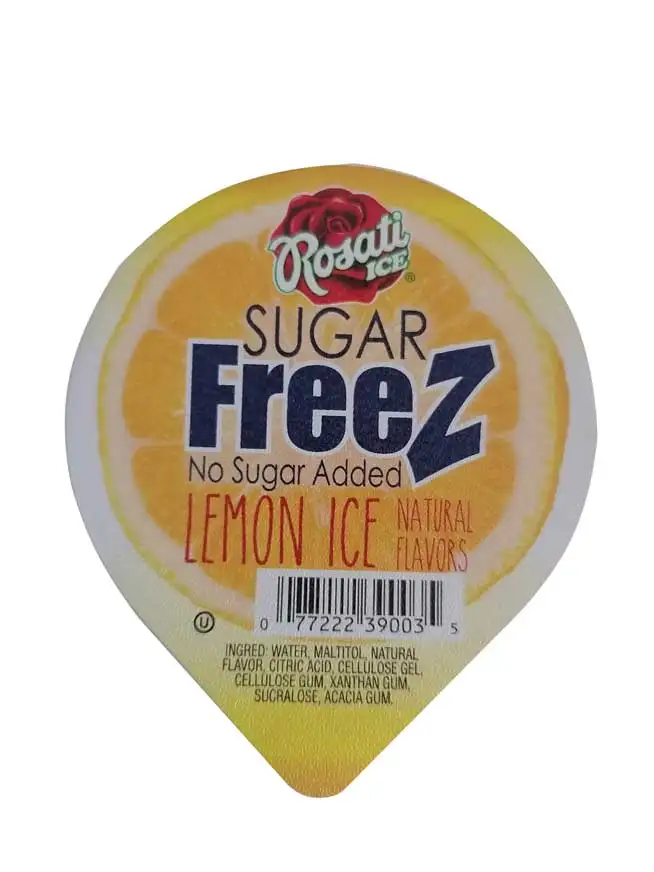 Rosati
ICE®
SUGAR
FreeZ
No Sugar Added
LEMON ICE NATURAL
FLAVORS
0 77222 39003 5
U
INGRED: WATER, MALTITOL, NATURAL
FLAVOR, CITRIC ACID, CELLULOSE GEL,
CELLULOSE GUM, XANTHAN GUM,
SUCRALOSE, ACACIA GUM.